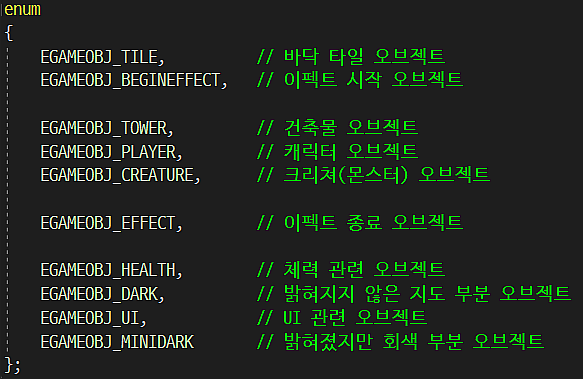 enum
{
EGAMEOBJ_TILE, // 바닥 타일 오브젝트
EGAMEOBJ_BEGINEFFECT, // 이펙트 시작 오브젝트
EGAMEOBJ_TOWER, // 건축물 오브젝트
EGAMEOBJ_PLAYER, // 캐릭터 오브젝트
EGAMEOBJ_CREATURE, // 크리쳐(몬스터) 오브젝트
EGAMEOBJ_EFFECT, // 이펙트 종료 오브젝트
EGAMEOBJ_HEALTH, // 체력 관련 오브젝트
EGAMEOBJ_DARK, // 밝혀지지 않은 지도 부분 오브젝트
EGAMEOBJ_UI, // UI 관련 오브젝트
EGAMEOBJ_MINIDARK // 밝혀졌지만 회색 부분 오브젝트
};